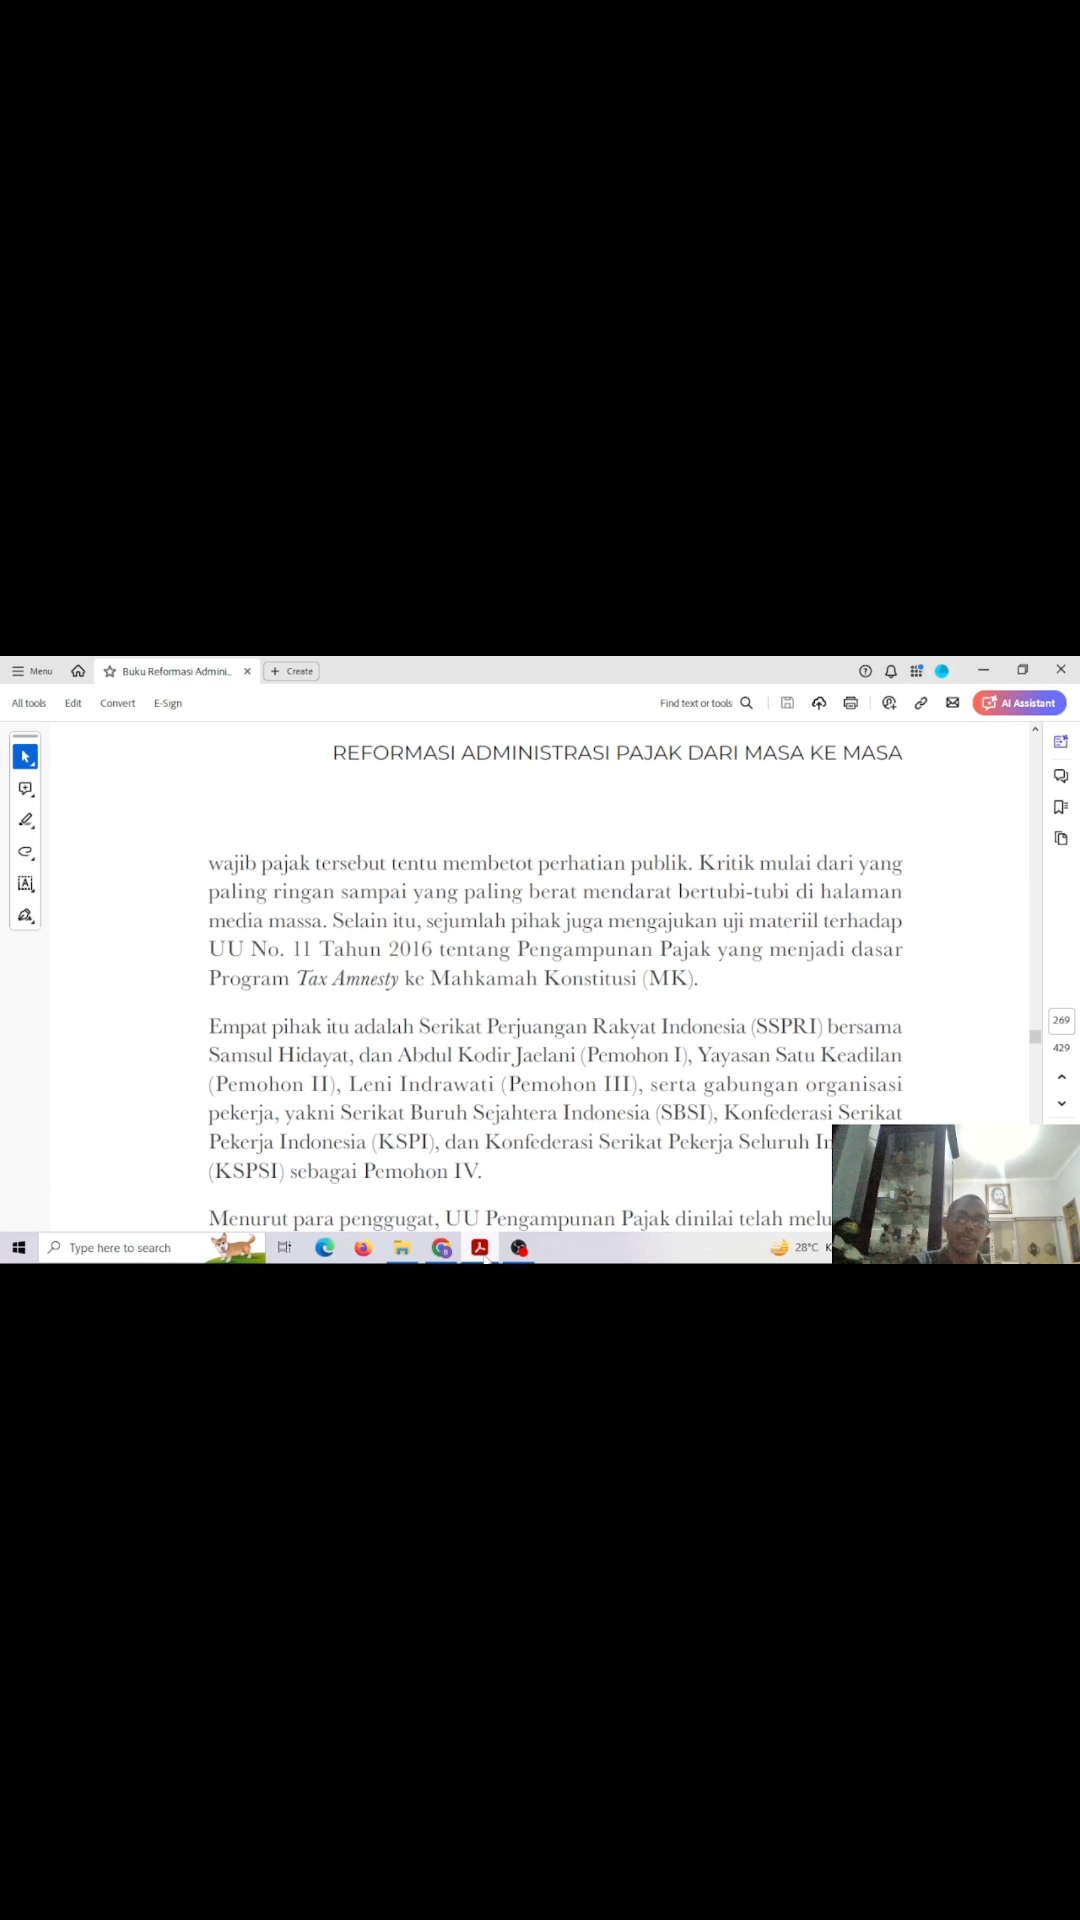 Menu
Buku Reformasi Admini..
Create
All tools
Edit
Convert
E-Sign
Find text or tools
AI Assistant
REFORMASI ADMINISTRASI PAJAK DARI MASA KE MASA
wajib pajak tersebut tentu membetot perhatian publik. Kritik mulai dari yang
paling ringan sampai yang paling berat mendarat bertubi-tubi di halaman
media massa. Selain itu, sejumlah pihak juga mengajukan uji materiil terhadap
UU No. 11 Tahun 2016 tentang Pengampunan Pajak yang menjadi dasar
Program Tax Amnesty ke Mahkamah Konstitusi (MK).
Empat pihak itu adalah Serikat Perjuangan Rakyat Indonesia (SSPRI) bersama
Samsul Hidayat, dan Abdul Kodir Jaelani (Pemohon I), Yayasan Satu Keadilan
(Pemohon II), Leni Indrawati (Pemohon III), serta gabungan organisasi
pekerja, yakni Serikat Buruh Sejahtera Indonesia (SBSI), Konfederasi Serikat
Pekerja Indonesia (KSPI), dan Konfederasi Serikat Pekerja Seluruh In
(KSPSI) sebagai Pemohon IV.
Menurut para penggugat, UU Pengampunan Pajak dinilai telah melu
269
429
Type here to search
28°C K